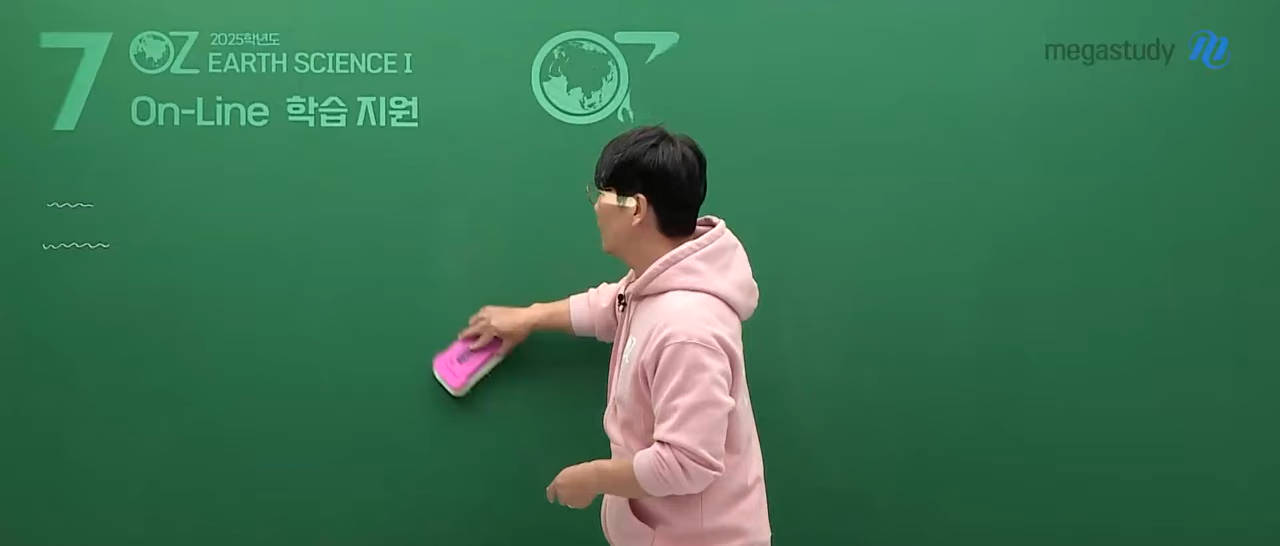 7
OZ
2025학년도
EARTH SCIENCE I
On-Line 학습 지원
megastudy